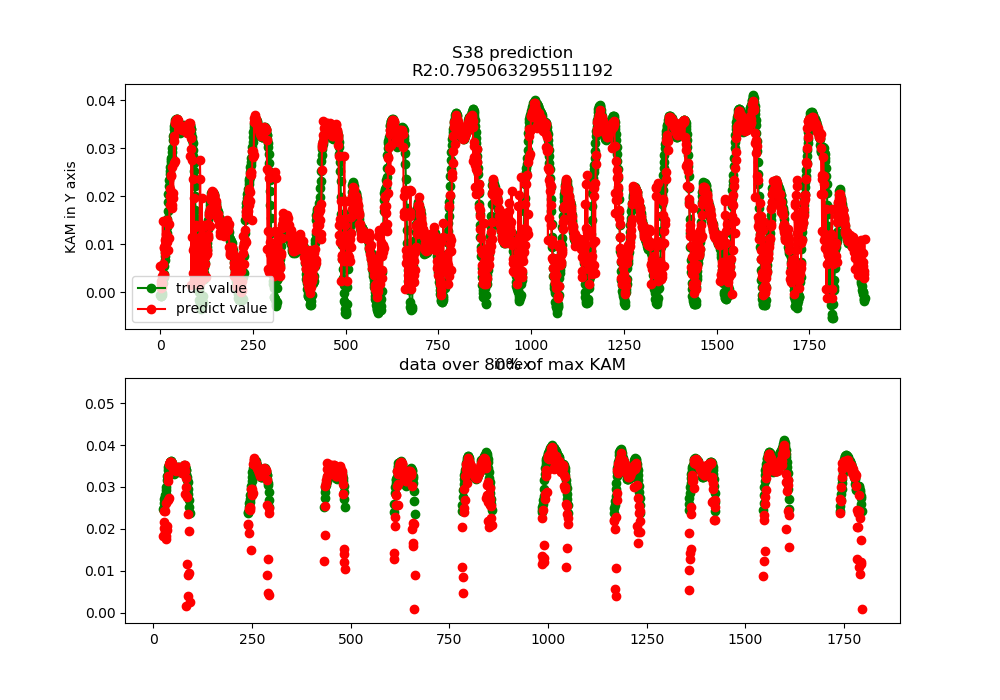 S38 prediction
R2:0.795063295511192
KAM in Y axis
0.04
0.03
0.02
0.01
0.00
true value
predict value
0 250 500 750 1000 1250 1500 1750
index
data over 80% of max KAM
0.05
0.04
0.03
0.02
0.01
0.00
0 250 500 750 1000 1250 1500 1750